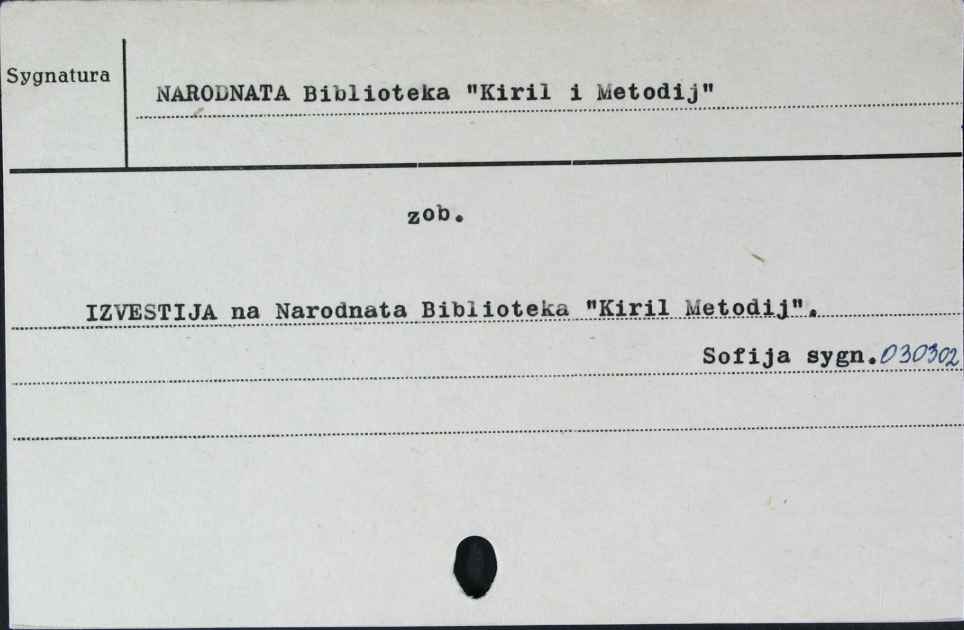 Sygnatura
NARODNATA Biblioteka "Kiril i Metodij"
zob.
IZVESTIJA na Narodnata Biblioteka "Kiril Metodij".
Sofija sygn. 030302